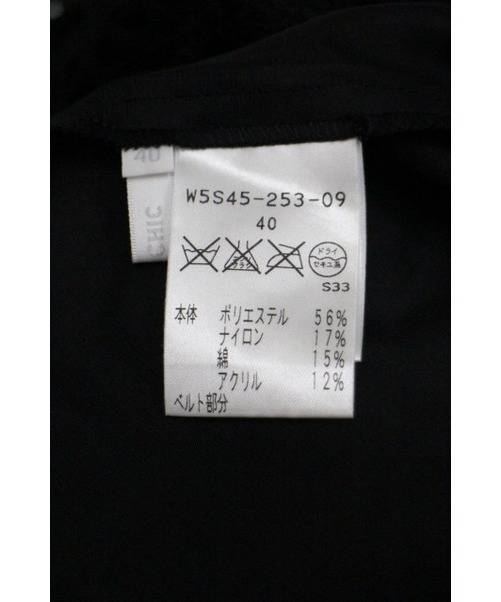 40
CHIC
W5S45-253-09
40
ドライ
セキユ系
S33
本体 ポリエステル 56%
ナイロン 17%
綿 15%
アクリル 12%
ベルト部分